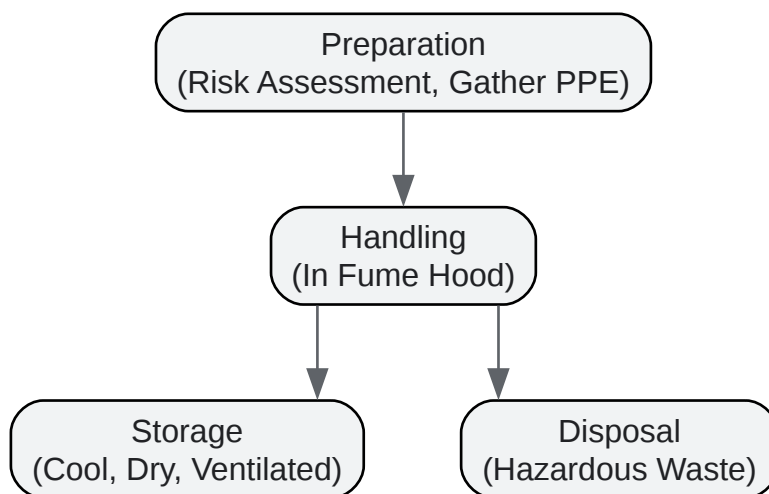 Preparation
(Risk Assessment, Gather PPE)
Handling
(In Fume Hood)
Storage
(Cool, Dry, Ventilated)
Disposal
(Hazardous Waste)